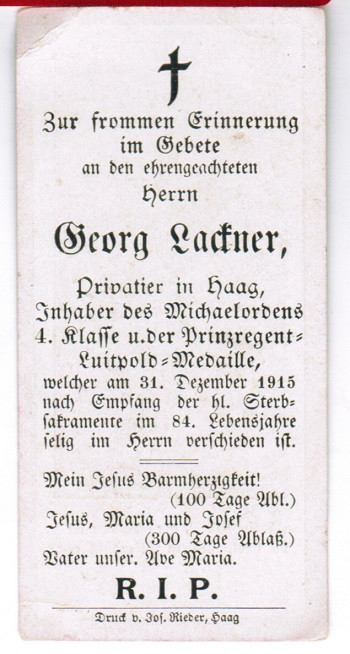 Zur frommen Erinnerung
im Gebete
an den ehrengeachteten
Herrn
Georg Lackner,
Privatier in Haag,
Inhaber des Michaelordens
4. Klasse u. der Prinzregent-
Luitpold-Medaille,
welcher am 31. Dezember 1915
nach Empfang der hl. Sterb-
sakramente im 84. Lebensjahre
selig im Herrn verschieden ist.
Mein Jesus Barmherzigkeit!
(100 Tage Abl.)
Jesus, Maria und Josef
(300 Tage Ablaß.)
Vater unser. Ave Maria.
R. I. P.
Druck v. Jos. Rieder, Haag